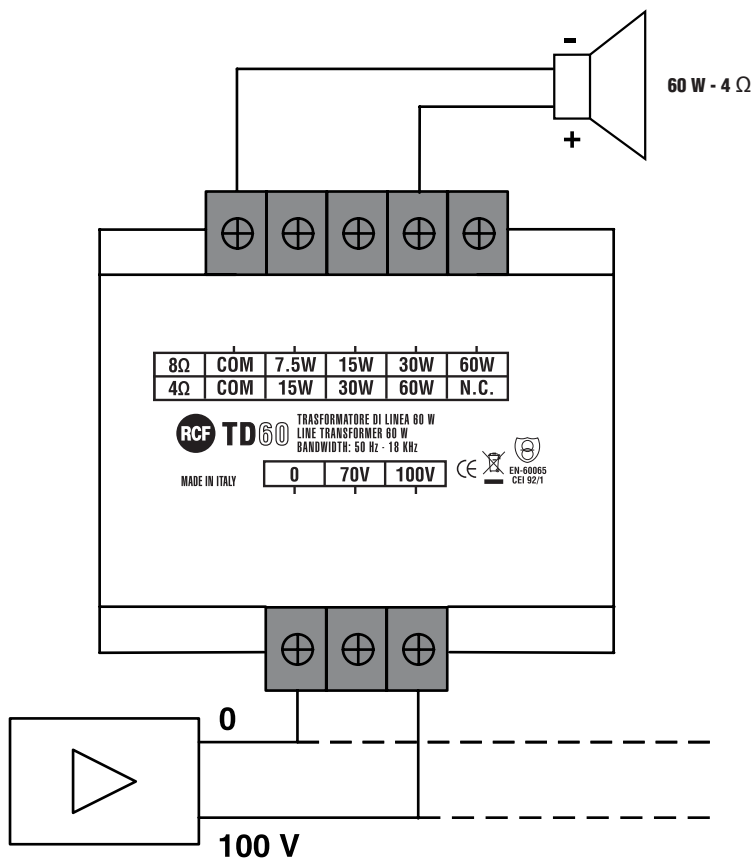 -
60 W - 4 Ω
+
8Ω COM 7.5W 15W 30W 60W
4Ω COM 15W 30W 60W N.C.
RCF TD60 TRASFORMATORE DI LINEA 60 W
LINE TRANSFORMER 60 W
BANDWIDTH: 50 Hz - 18 KHz
MADE IN ITALY
0 70V 100V
CE
EN-60065
CEI 92/1
0
100 V